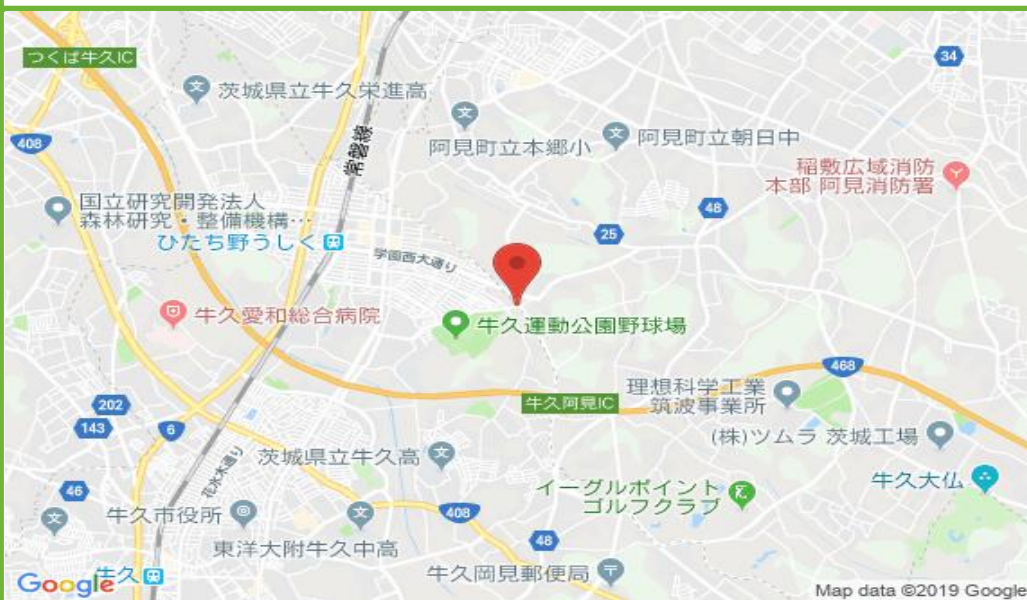 つくば牛久IC
34
茨城県立牛久栄進高
408
常磐線
阿見町立本郷小
阿見町立朝日中
稲敷広域消防
本部 阿見消防署
国立研究開発法人
森林研究・整備機構…
48
25
ひたち野うしく
学園西大通り
牛久愛和総合病院
牛久運動公園野球場
468
理想科学工業
筑波事業所
牛久阿見IC
202
143
6
(株)ツムラ 茨城工場
茨城県立牛久高
花水木通り
牛久大仏
イーグルポイント
ゴルフクラブ
46
牛久市役所
408
東洋大附牛久中高
48
牛久岡見郵便局
牛久
Google
Map data ©2019 Google